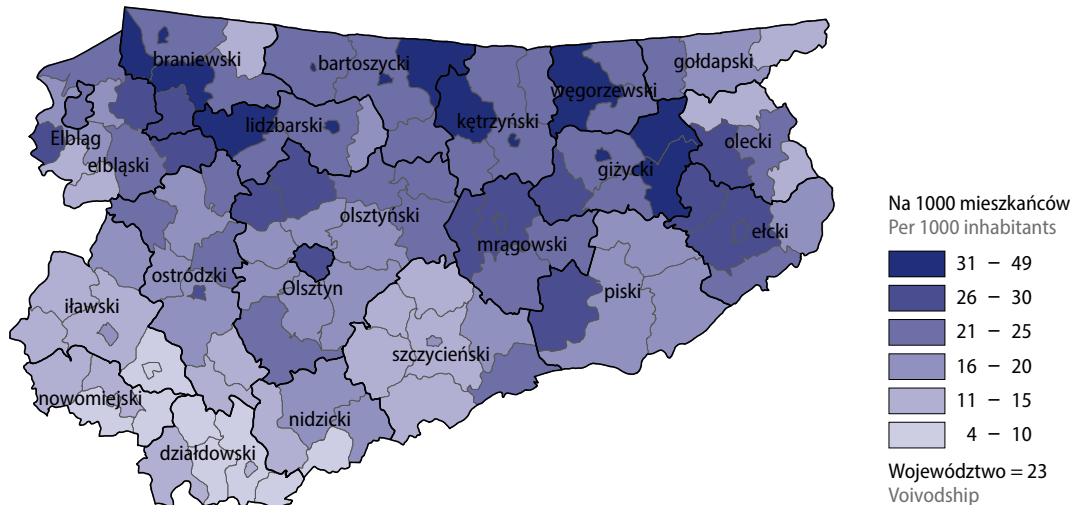 braniewski
bartoszycki
gołdapski
węgorzewski
kętrzyński
lidzbarski
Elbląg
elbląski
giżycki
olecki
olsztyński
mrągowski
ełcki
ostródzki
Olsztyn
piski
iławski
szczycieński
nowomiejski
nidzicki
działdowski
Na 1000 mieszkańców
Per 1000 inhabitants
31 – 49
26 – 30
21 – 25
16 – 20
11 – 15
4 – 10
Województwo = 23
Voivodship